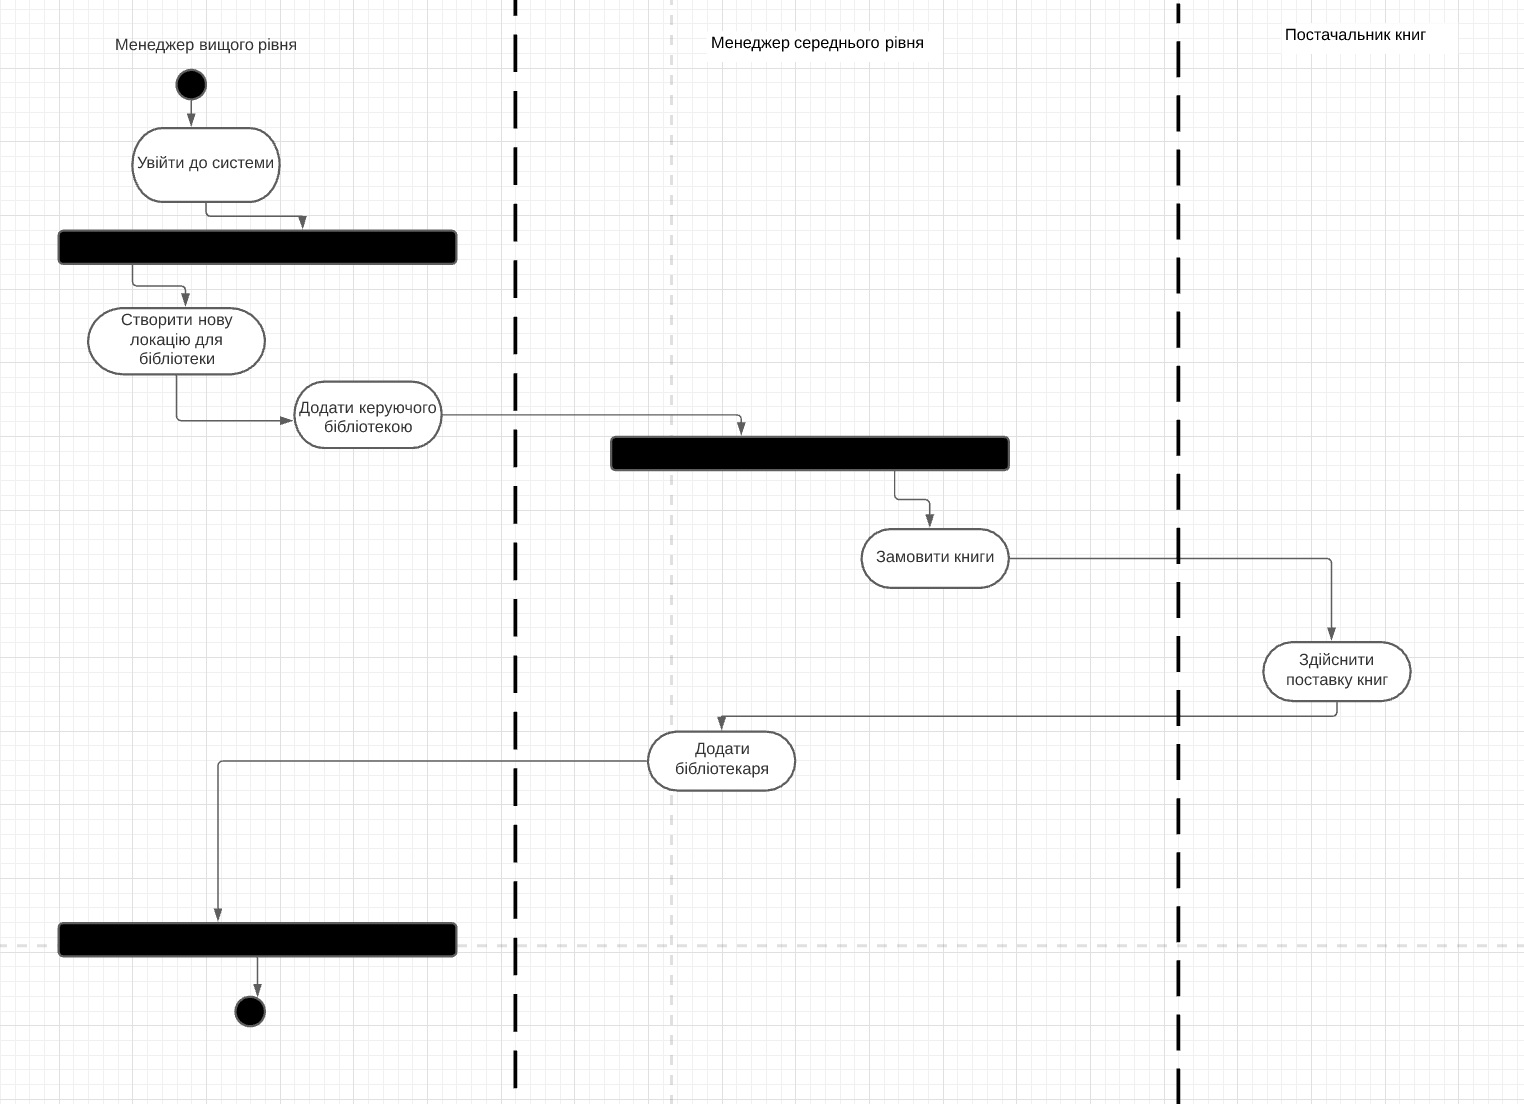 Менеджер вищого рівня
Менеджер середнього рівня
Постачальник книг
Увійти до системи
Створити нову
локацію для
бібліотеки
Додати керуючого
бібліотекою
Замовити книги
Здійснити
поставку книг
Додати
бібліотекаря